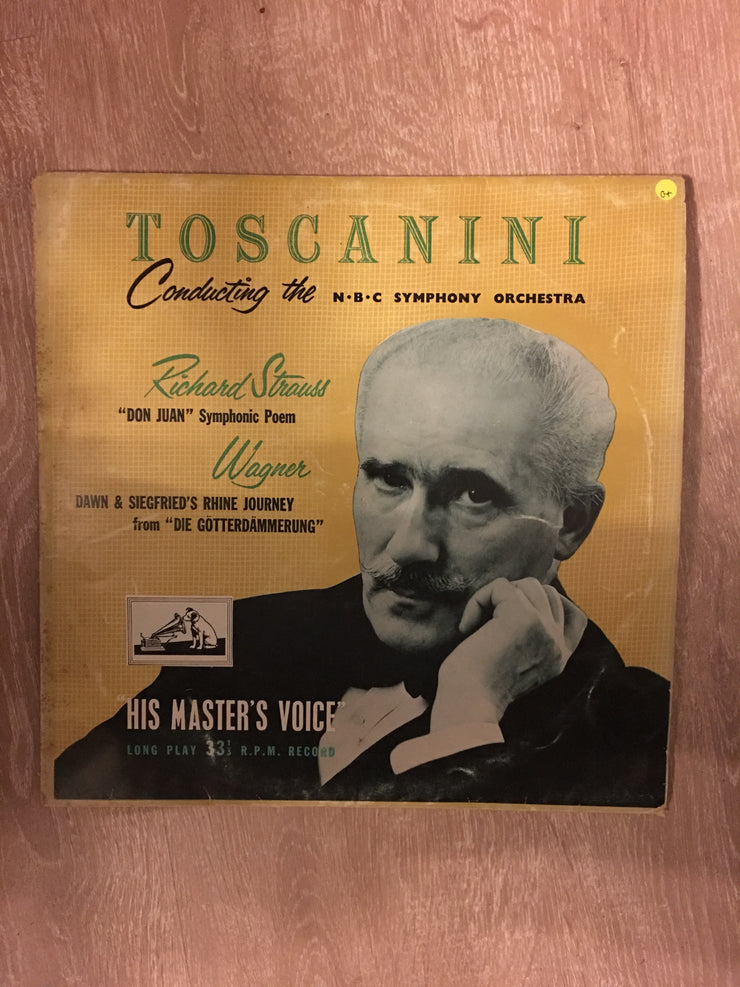 TOSCANINI
Conducting the N·B·C SYMPHONY ORCHESTRA
Richard Strauss
"DON JUAN" Symphonic Poem
Wagner
DAWN & SIEGFRIED'S RHINE JOURNEY
from "DIE GÖTTERDÄMMERUNG"
"HIS MASTER'S VOICE"
LONG PLAY 33⅓ R.P.M. RECORD